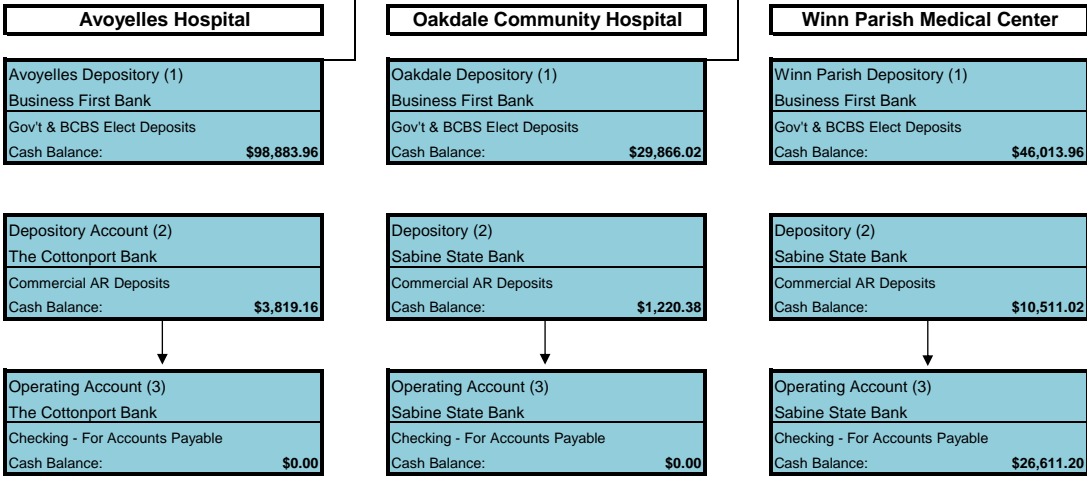 Avoyelles Hospital
Oakdale Community Hospital
Winn Parish Medical Center
Avoyelles Depository (1)
Business First Bank
Gov't & BCBS Elect Deposits
Cash Balance: $98,883.96
Oakdale Depository (1)
Business First Bank
Gov't & BCBS Elect Deposits
Cash Balance: $29,866.02
Winn Parish Depository (1)
Business First Bank
Gov't & BCBS Elect Deposits
Cash Balance: $46,013.96
Depository Account (2)
The Cottonport Bank
Commercial AR Deposits
Cash Balance: $3,819.16
Depository (2)
Sabine State Bank
Commercial AR Deposits
Cash Balance: $1,220.38
Depository (2)
Sabine State Bank
Commercial AR Deposits
Cash Balance: $10,511.02
Operating Account (3)
The Cottonport Bank
Checking - For Accounts Payable
Cash Balance: $0.00
Operating Account (3)
Sabine State Bank
Checking - For Accounts Payable
Cash Balance: $0.00
Operating Account (3)
Sabine State Bank
Checking - For Accounts Payable
Cash Balance: $26,611.20